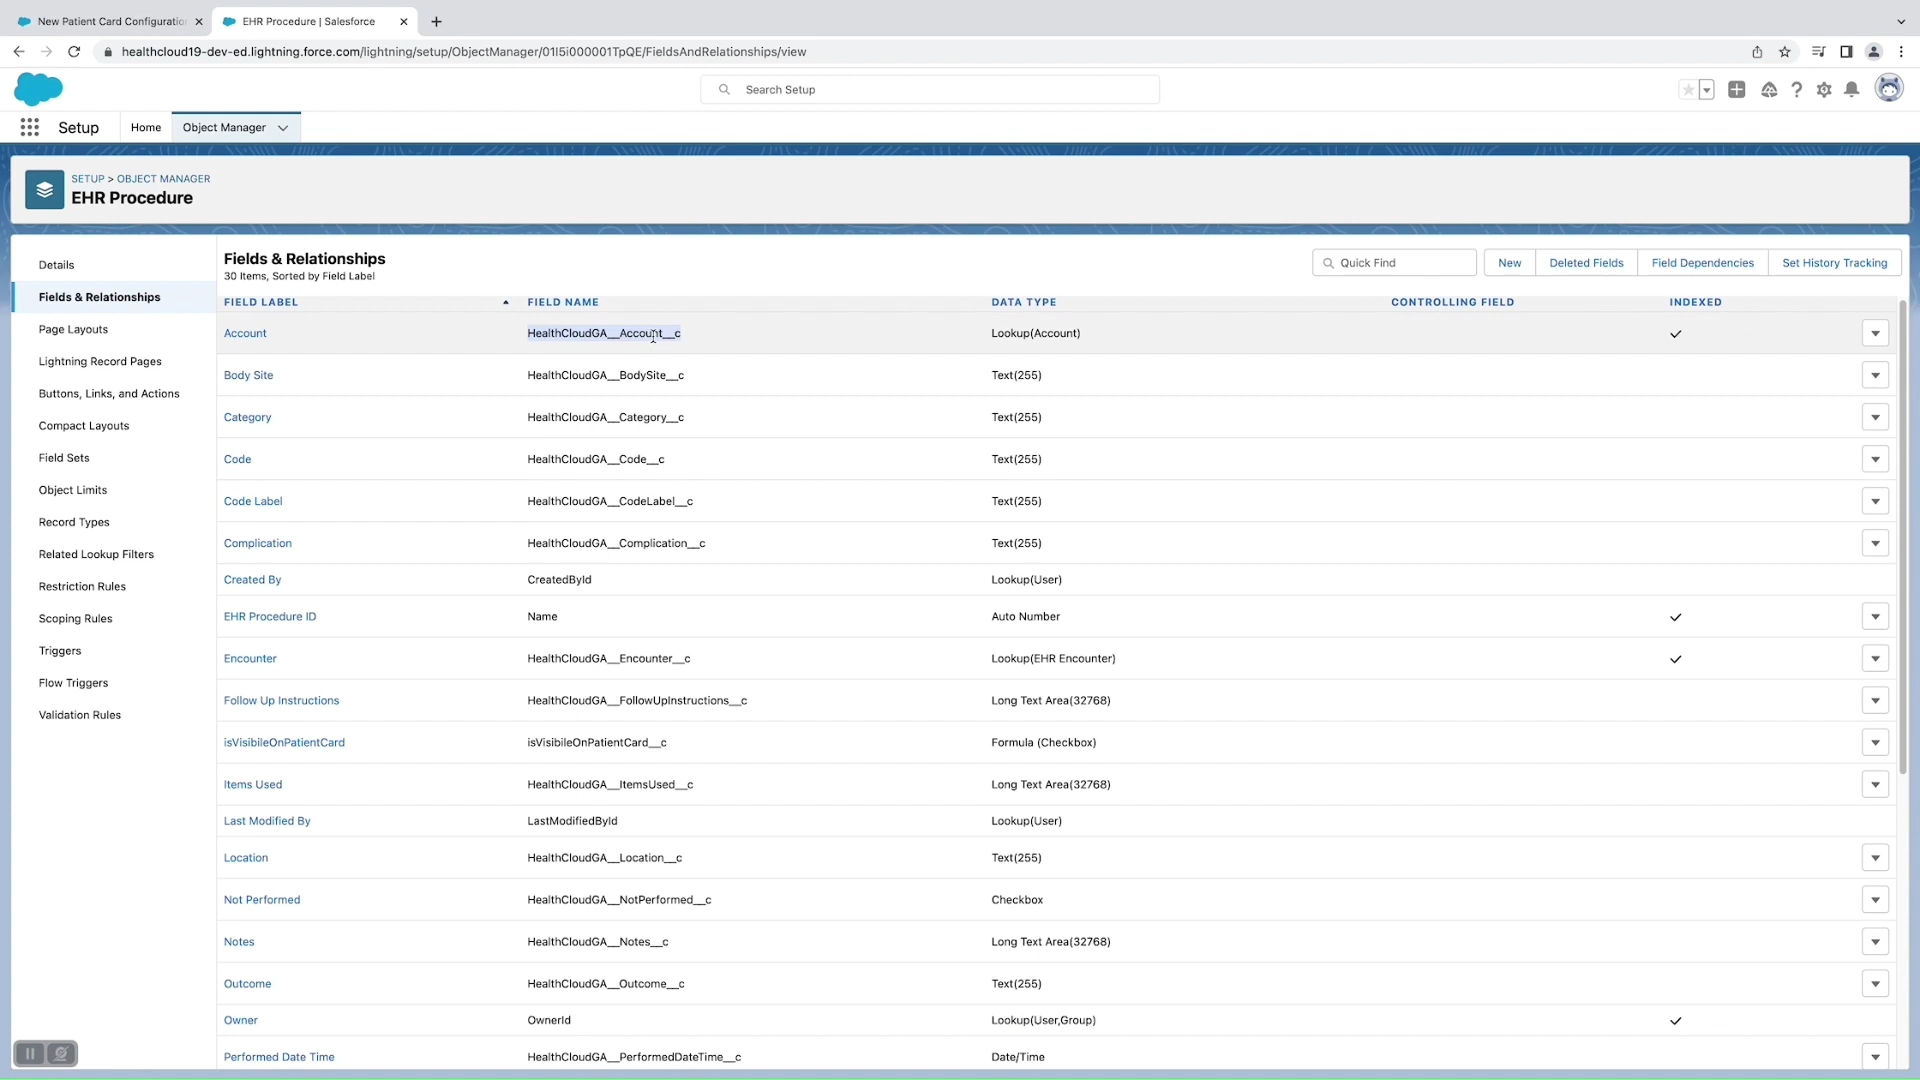 New Patient Card Configuratio
EHR Procedure | Salesforce
healthcloud19-dev-ed.lightning.force.com/lightning/setup/ObjectManager/01I5i000001TpQE/FieldsAndRelationships/view
Search Setup
Setup
Home
Object Manager
SETUP > OBJECT MANAGER
EHR Procedure
Details
Fields & Relationships
Page Layouts
Lightning Record Pages
Buttons, Links, and Actions
Compact Layouts
Field Sets
Object Limits
Record Types
Related Lookup Filters
Restriction Rules
Scoping Rules
Triggers
Flow Triggers
Validation Rules
Fields & Relationships
30 Items, Sorted by Field Label
Quick Find
New
Deleted Fields
Field Dependencies
Set History Tracking
FIELD LABEL FIELD NAME DATA TYPE CONTROLLING FIELD INDEXED
Account HealthCloudGA__Account__c Lookup(Account)
Body Site HealthCloudGA__BodySite__c Text(255)
Category HealthCloudGA__Category__c Text(255)
Code HealthCloudGA__Code__c Text(255)
Code Label HealthCloudGA__CodeLabel__c Text(255)
Complication HealthCloudGA__Complication__c Text(255)
Created By CreatedById Lookup(User)
EHR Procedure ID Name Auto Number
Encounter HealthCloudGA__Encounter__c Lookup(EHR Encounter)
Follow Up Instructions HealthCloudGA__FollowUpInstructions__c Long Text Area(32768)
isVisibileOnPatientCard isVisibileOnPatientCard__c Formula (Checkbox)
Items Used HealthCloudGA__ItemsUsed__c Long Text Area(32768)
Last Modified By LastModifiedById Lookup(User)
Location HealthCloudGA__Location__c Text(255)
Not Performed HealthCloudGA__NotPerformed__c Checkbox
Notes HealthCloudGA__Notes__c Long Text Area(32768)
Outcome HealthCloudGA__Outcome__c Text(255)
Owner OwnerId Lookup(User,Group)
Performed Date Time HealthCloudGA__PerformedDateTime__c Date/Time